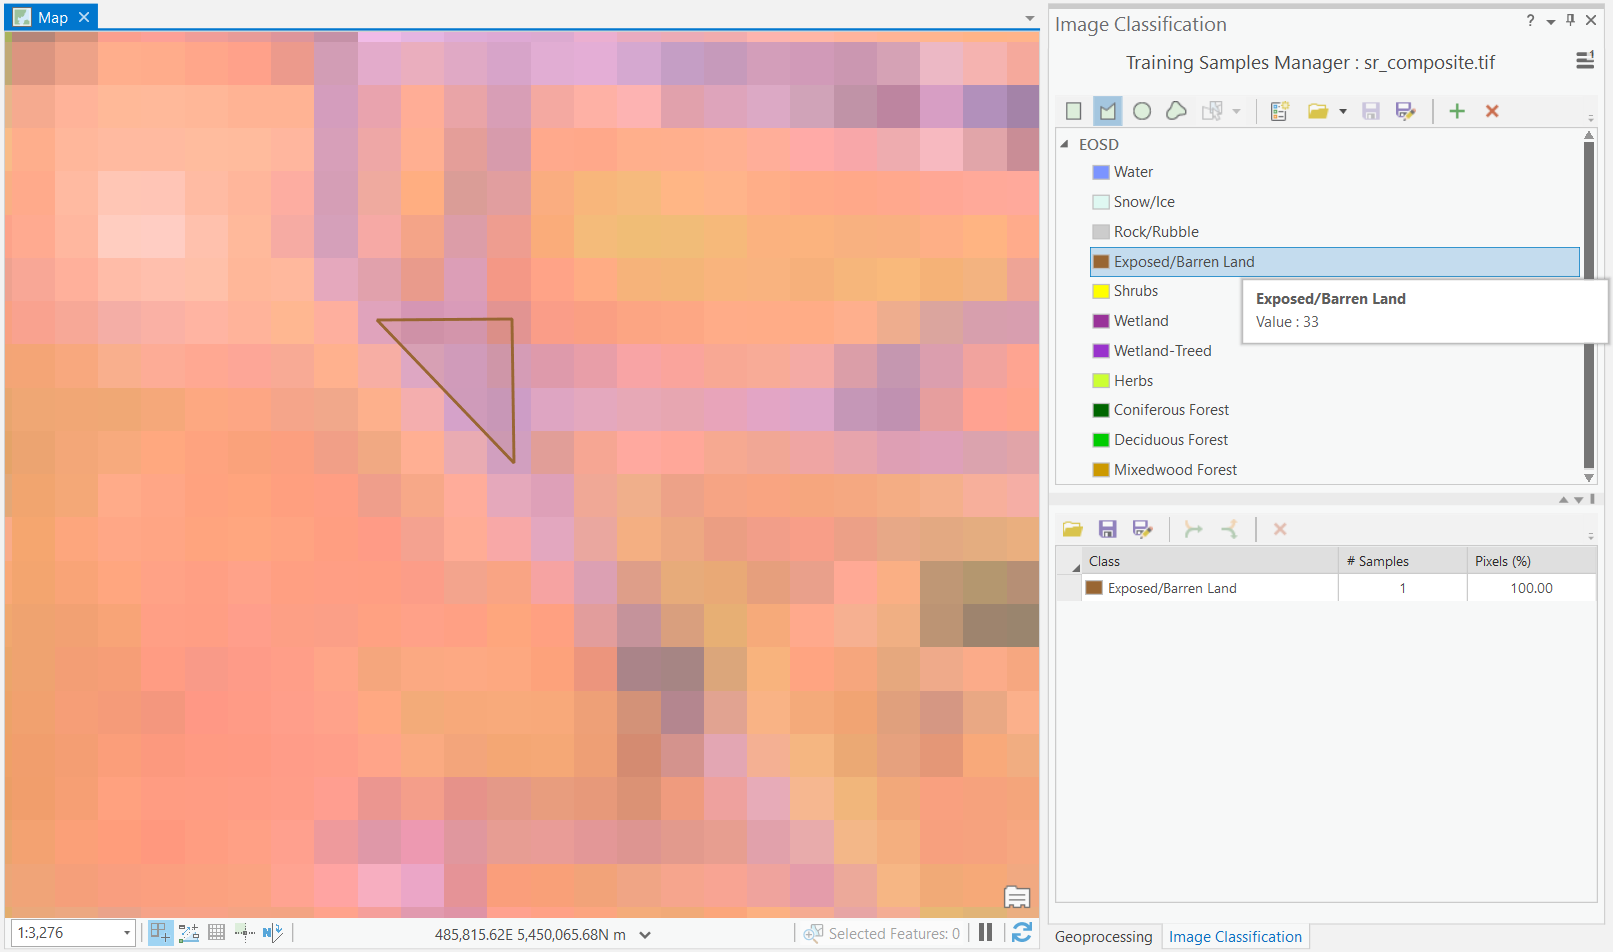 Map
Image Classification
?
Training Samples Manager : sr_composite.tif
1
EOSD
Water
Snow/Ice
Rock/Rubble
Exposed/Barren Land
Shrubs
Wetland
Wetland-Treed
Herbs
Coniferous Forest
Deciduous Forest
Mixedwood Forest
Exposed/Barren Land
Value : 33
Class # Samples Pixels (%)
Exposed/Barren Land 1 100.00
1:3,276
N
485,815.62E 5,450,065.68N m
Selected Features: 0
Geoprocessing Image Classification